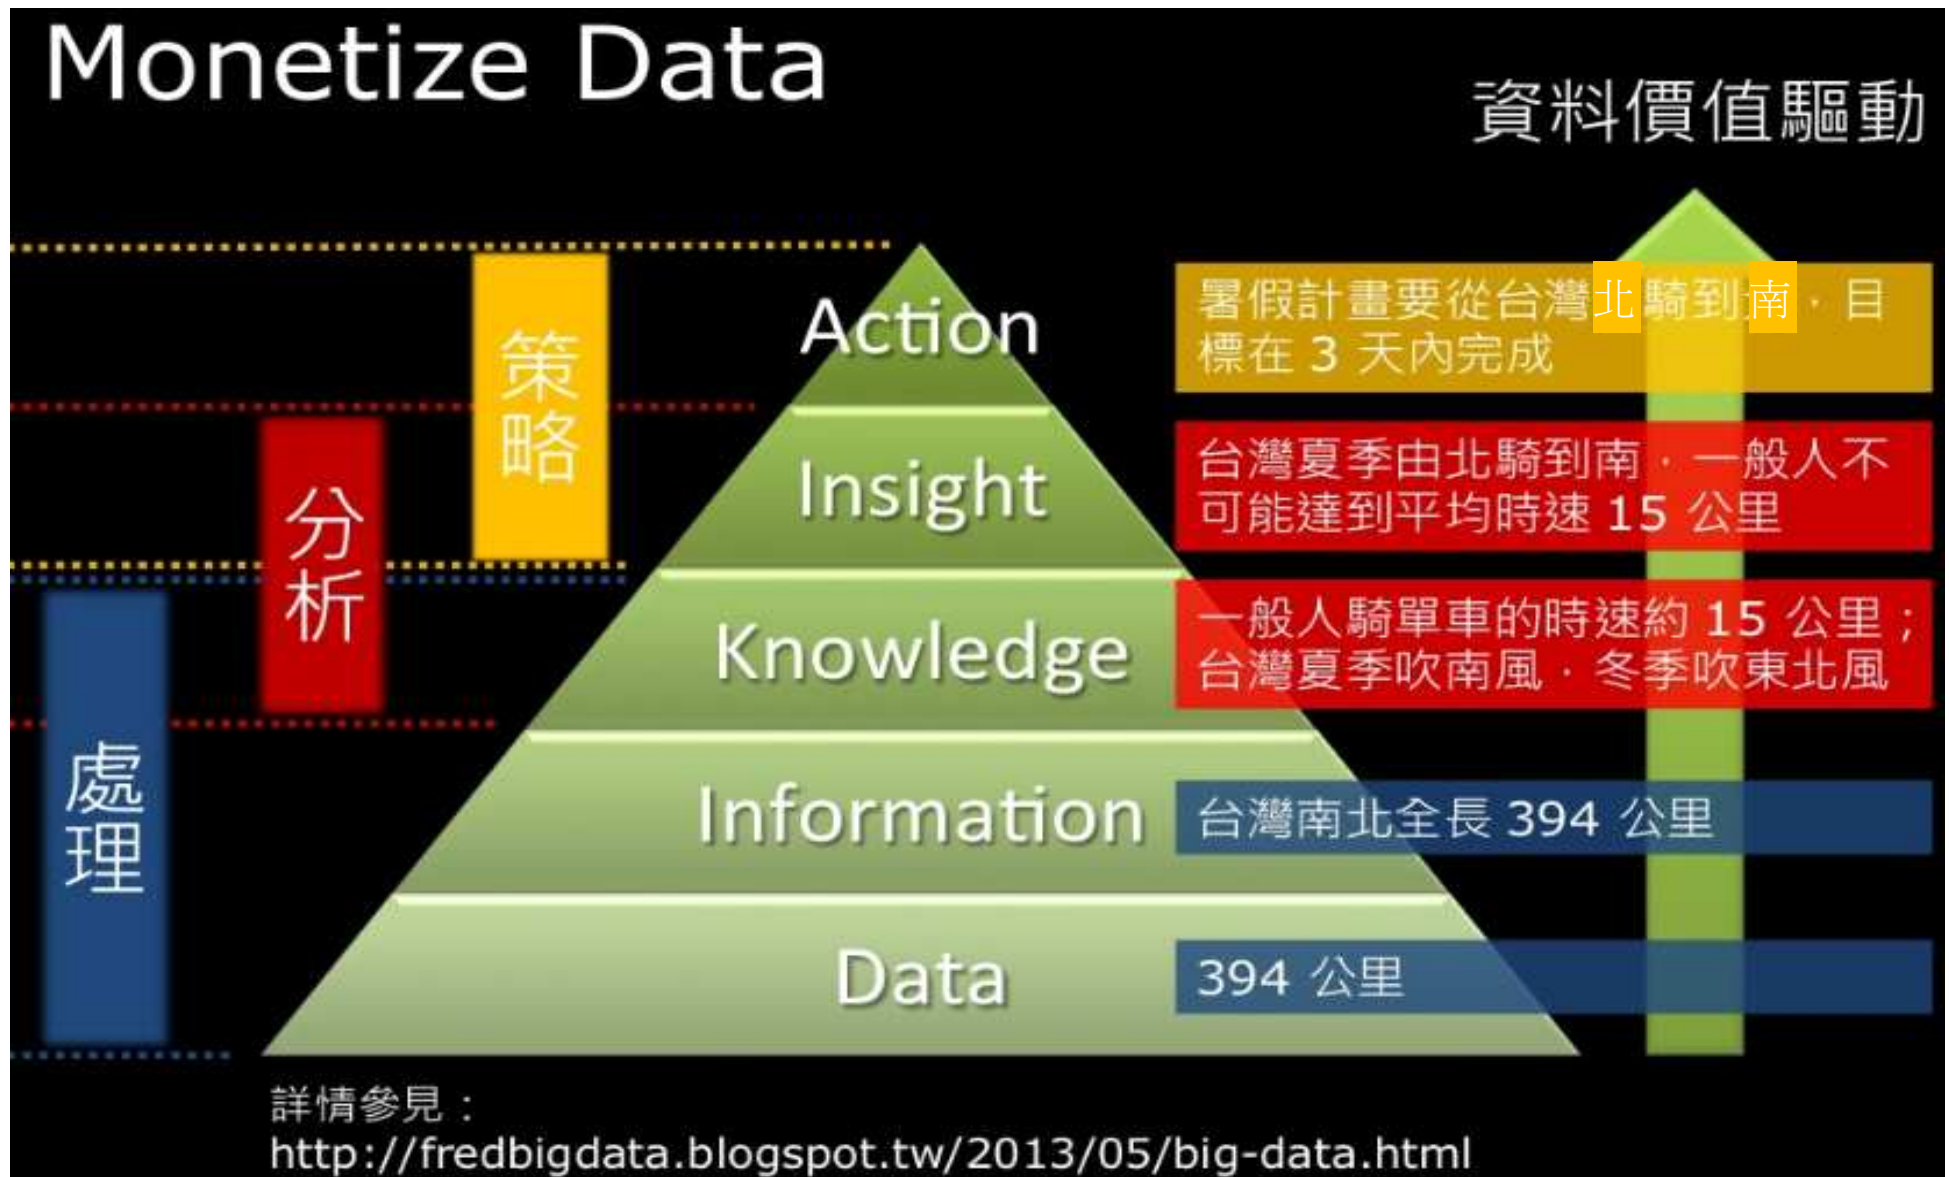 Monetize Data
資料價值驅動
策略
分析
處理
Action
暑假計畫要從台灣北騎到南，目
標在 3 天內完成
Insight
台灣夏季由北騎到南，一般人不
可能達到平均時速 15 公里
Knowledge
一般人騎單車的時速約 15 公里；
台灣夏季吹南風，冬季吹東北風
Information
台灣南北全長 394 公里
Data
394 公里
詳情參見：
http://fredbigdata.blogspot.tw/2013/05/big-data.html